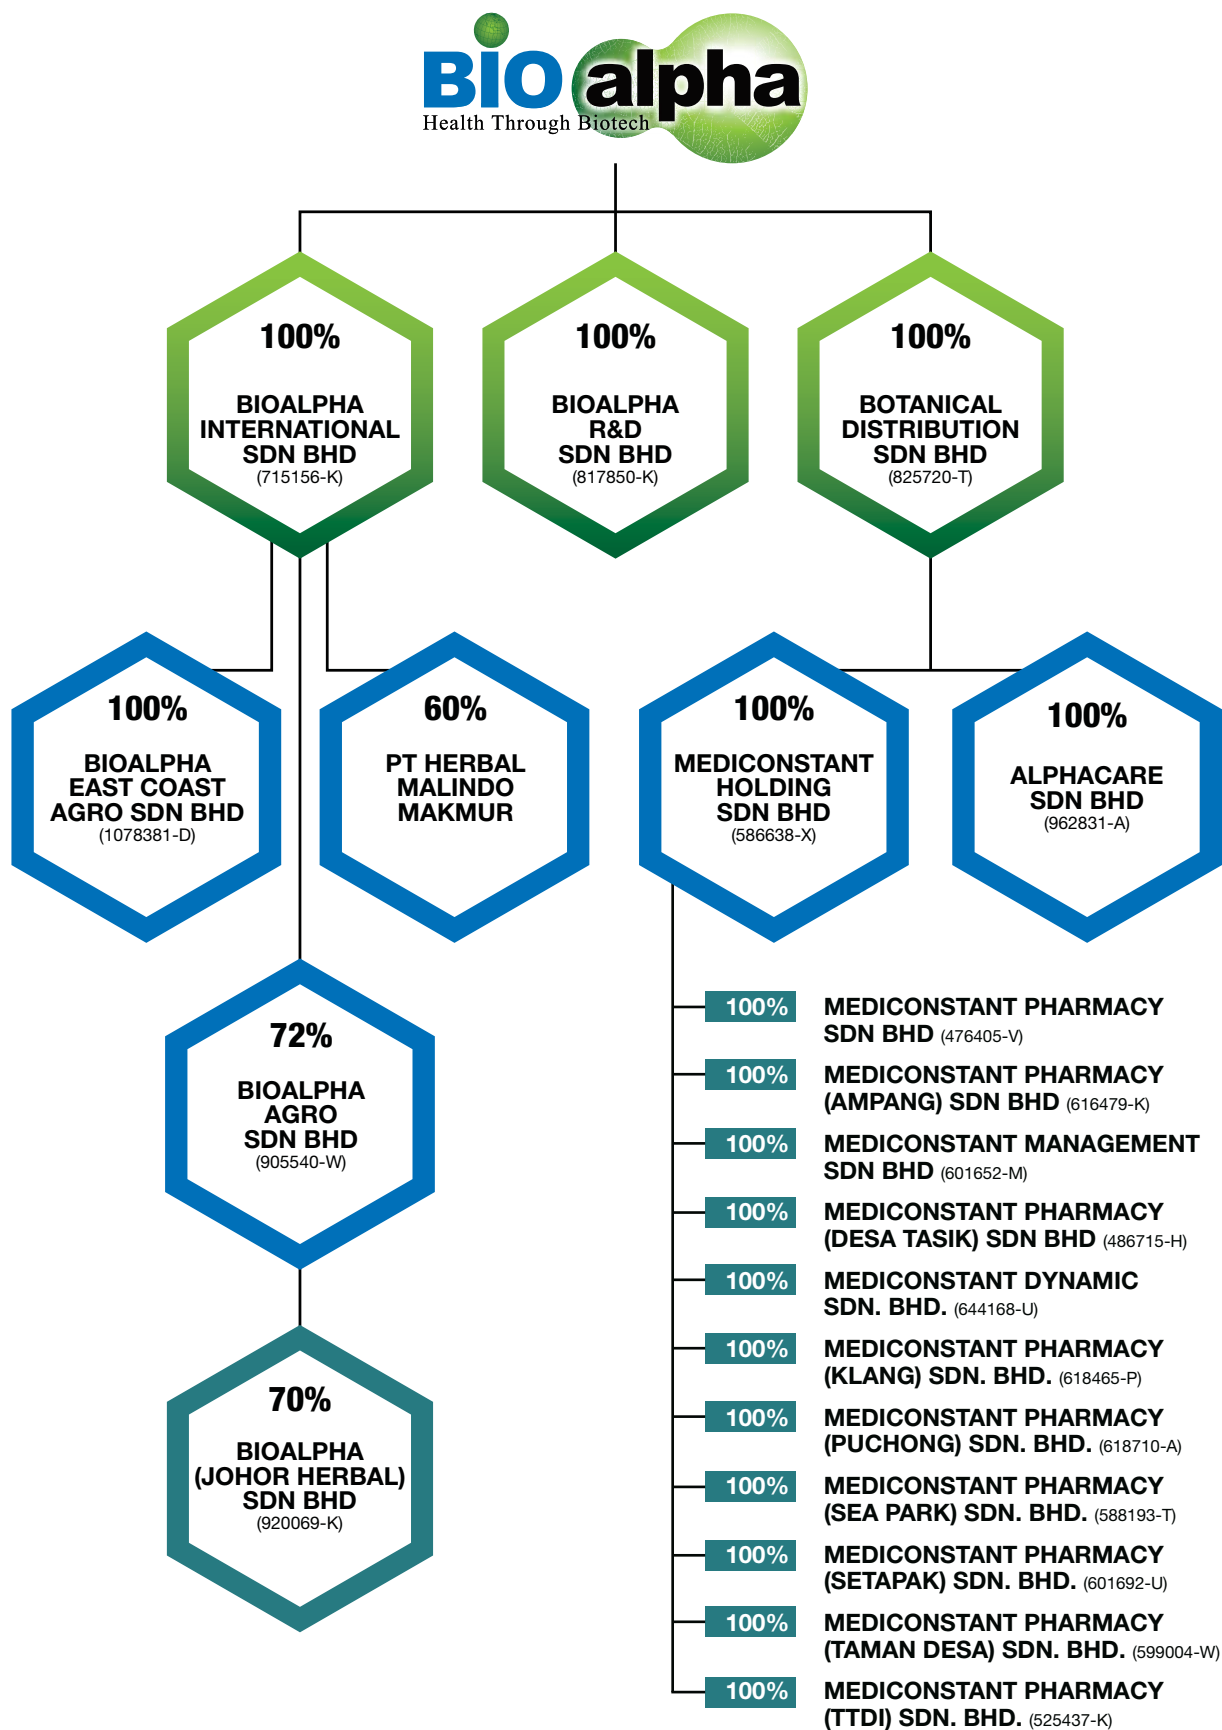 BIO alpha
Health Through Biotech
100%
BIOALPHA
INTERNATIONAL
SDN BHD
(715156-K)
100%
BIOALPHA
R&D
SDN BHD
(817850-K)
100%
BOTANICAL
DISTRIBUTION
SDN BHD
(825720-T)
100%
BIOALPHA
EAST COAST
AGRO SDN BHD
(1078381-D)
60%
PT HERBAL
MALINDO
MAKMUR
100%
MEDICONSTANT
HOLDING
SDN BHD
(586638-X)
100%
ALPHACARE
SDN BHD
(962831-A)
72%
BIOALPHA
AGRO
SDN BHD
(905540-W)
70%
BIOALPHA
(JOHOR HERBAL)
SDN BHD
(920069-K)
100% MEDICONSTANT PHARMACY
SDN BHD (476405-V)
100% MEDICONSTANT PHARMACY
(AMPANG) SDN BHD (616479-K)
100% MEDICONSTANT MANAGEMENT
SDN BHD (601652-M)
100% MEDICONSTANT PHARMACY
(DESA TASIK) SDN BHD (486715-H)
100% MEDICONSTANT DYNAMIC
SDN. BHD. (644168-U)
100% MEDICONSTANT PHARMACY
(KLANG) SDN. BHD. (618465-P)
100% MEDICONSTANT PHARMACY
(PUCHONG) SDN. BHD. (618710-A)
100% MEDICONSTANT PHARMACY
(SEA PARK) SDN. BHD. (588193-T)
100% MEDICONSTANT PHARMACY
(SETAPAK) SDN. BHD. (601692-U)
100% MEDICONSTANT PHARMACY
(TAMAN DESA) SDN. BHD. (599004-W)
100% MEDICONSTANT PHARMACY
(TTDI) SDN. BHD. (525437-K)